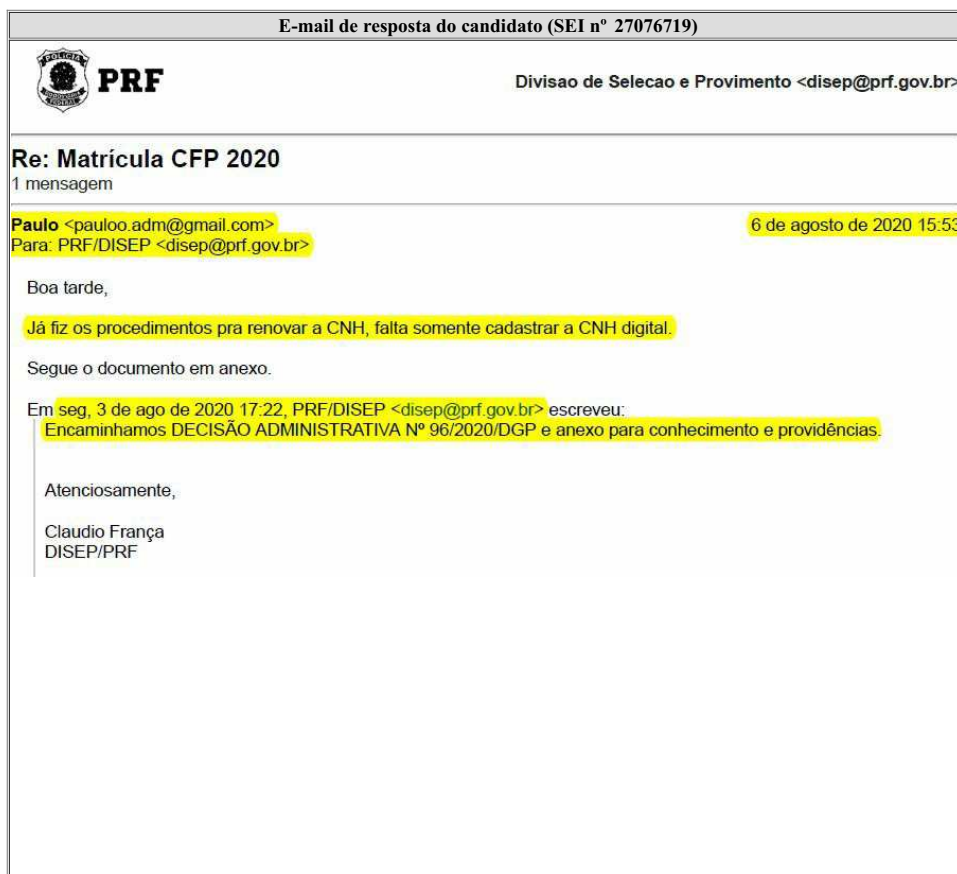 E-mail de resposta do candidato (SEI nº 27076719)
POLICIA
FEDERAL
PRF
Divisao de Selecao e Provimento <disep@prf.gov.br>
Re: Matrícula CFP 2020
1 mensagem
Paulo <pauloo.adm@gmail.com>
6 de agosto de 2020 15:53
Para: PRF/DISEP <disep@prf.gov.br>
Boa tarde,
Já fiz os procedimentos pra renovar a CNH, falta somente cadastrar a CNH digital.
Segue o documento em anexo.
Em seg, 3 de ago de 2020 17:22, PRF/DISEP <disep@prf.gov.br> escreveu:
Encaminhamos DECISÃO ADMINISTRATIVA Nº 96/2020/DGP e anexo para conhecimento e providências.
Atenciosamente,
Claudio França
DISEP/PRF